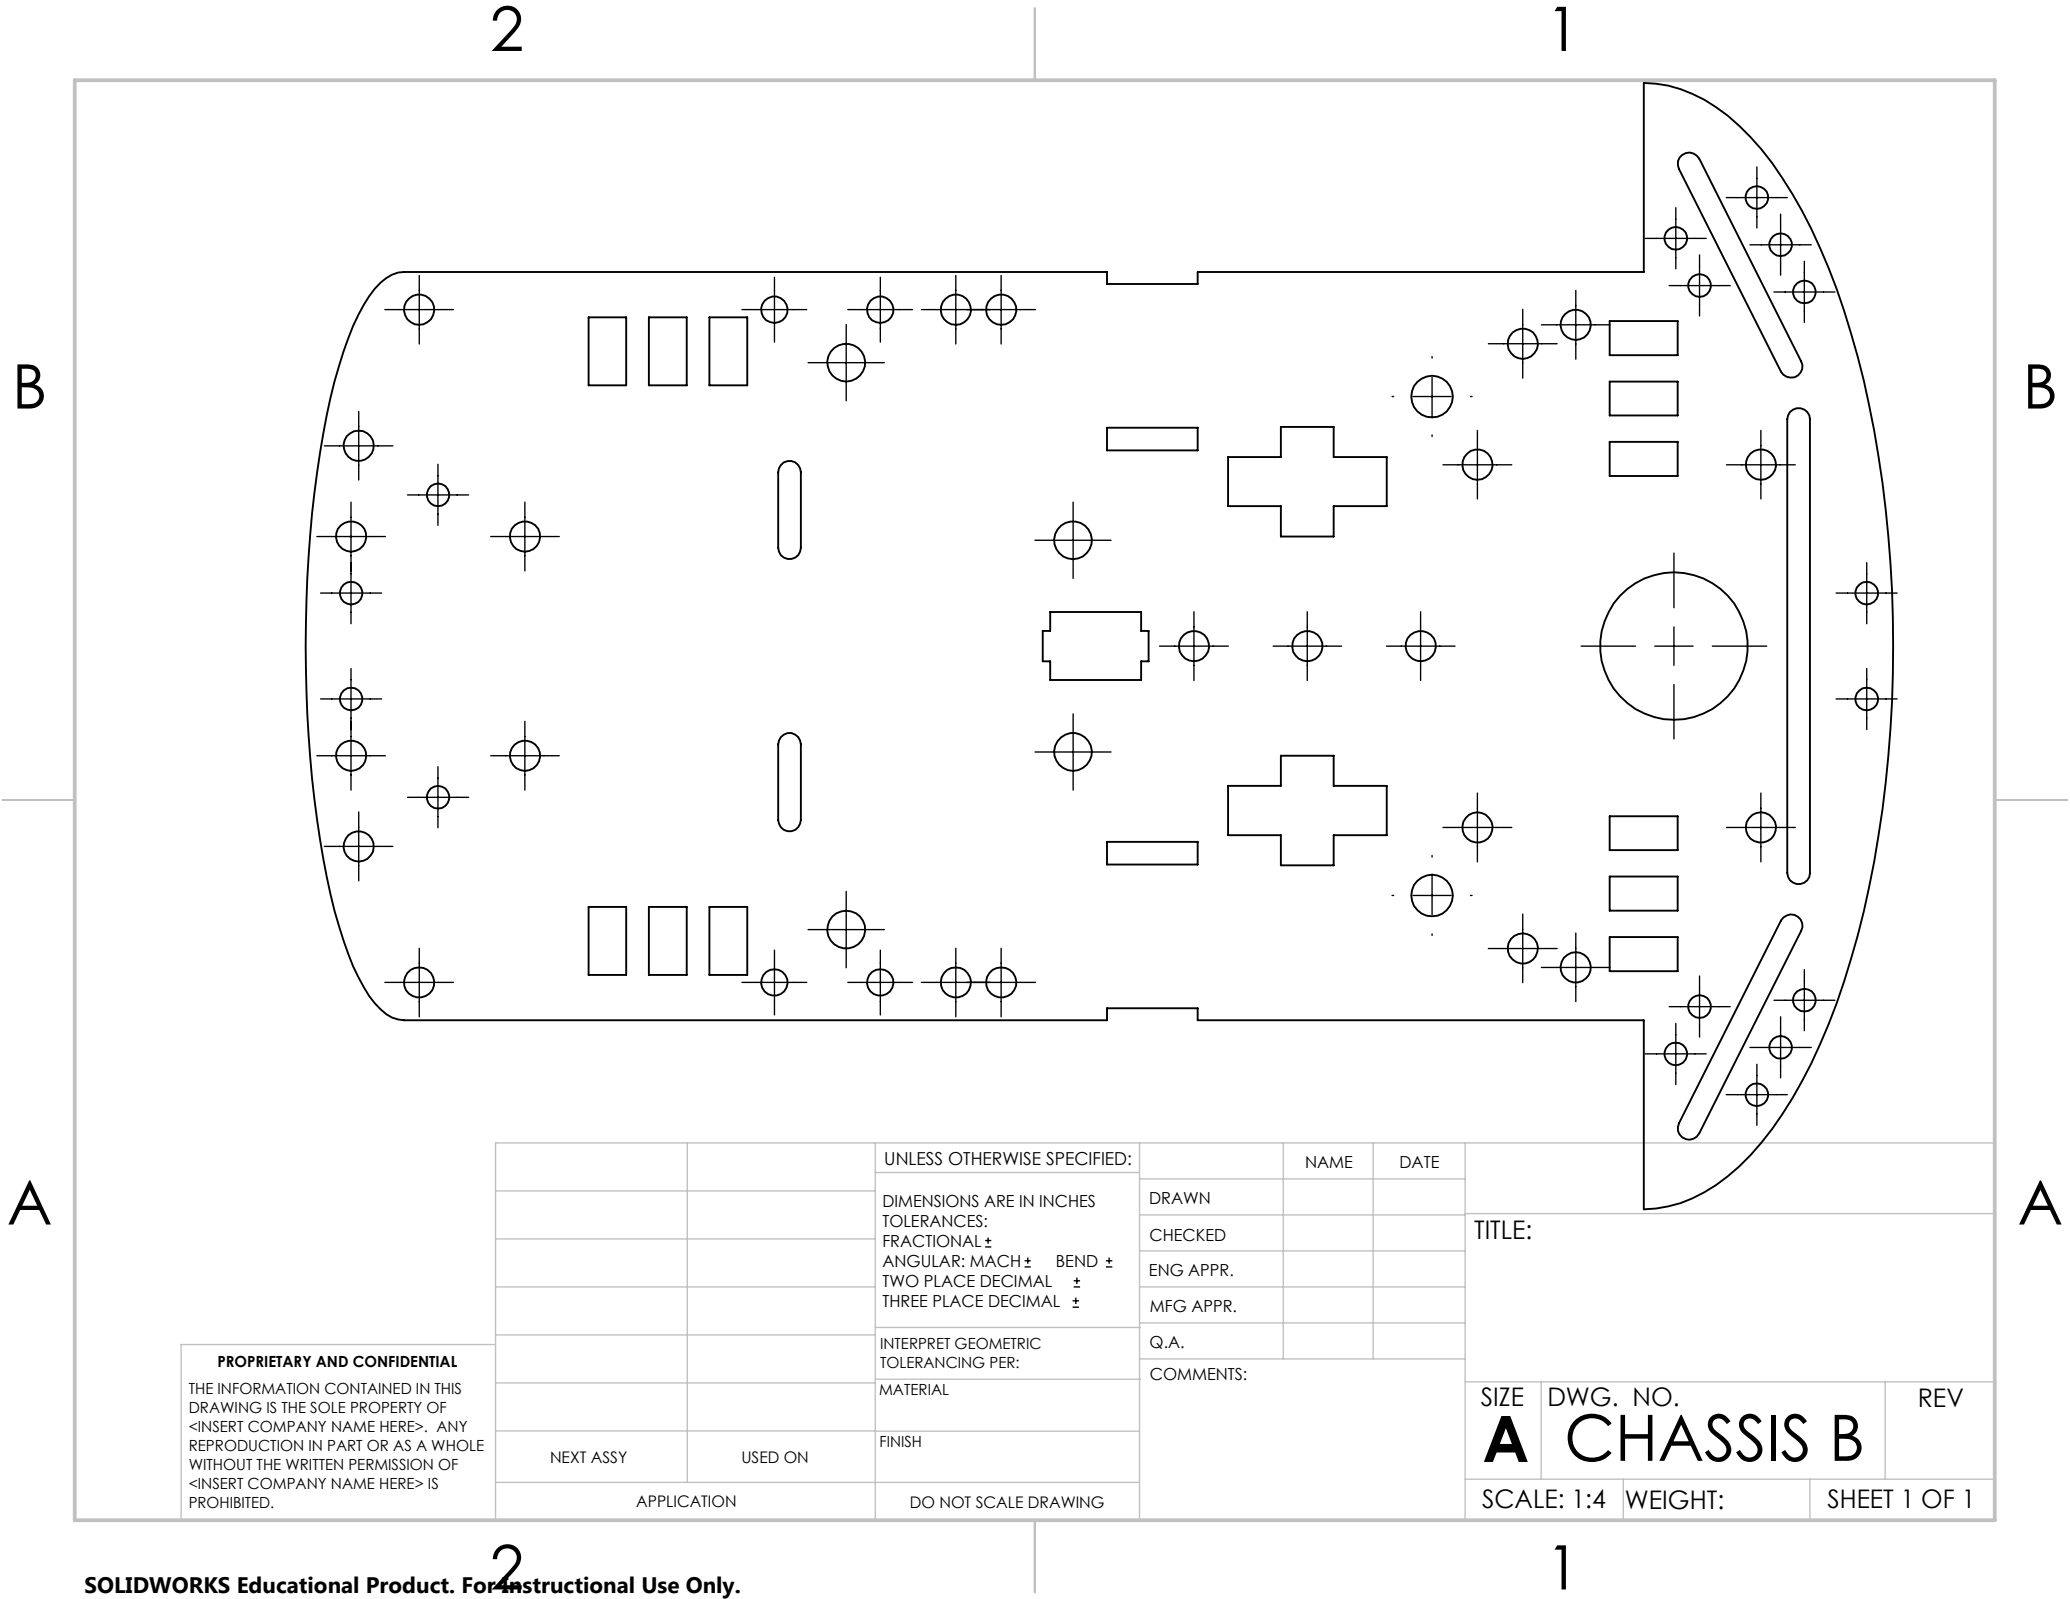 2 1
B B
A A
UNLESS OTHERWISE SPECIFIED:
DIMENSIONS ARE IN INCHES
TOLERANCES:
FRACTIONAL ±
ANGULAR: MACH ± BEND ±
TWO PLACE DECIMAL ±
THREE PLACE DECIMAL ±
INTERPRET GEOMETRIC
TOLERANCING PER:
MATERIAL
FINISH
DO NOT SCALE DRAWING
NAME DATE
DRAWN
CHECKED
ENG APPR.
MFG APPR.
Q.A.
COMMENTS:
TITLE:
SIZE DWG. NO. REV
A CHASSIS B
SCALE: 1:4 WEIGHT: SHEET 1 OF 1
PROPRIETARY AND CONFIDENTIAL
THE INFORMATION CONTAINED IN THIS
DRAWING IS THE SOLE PROPERTY OF
<INSERT COMPANY NAME HERE>. ANY
REPRODUCTION IN PART OR AS A WHOLE
WITHOUT THE WRITTEN PERMISSION OF
<INSERT COMPANY NAME HERE> IS
PROHIBITED.
NEXT ASSY USED ON
APPLICATION
2 1
SOLIDWORKS Educational Product. For Instructional Use Only.